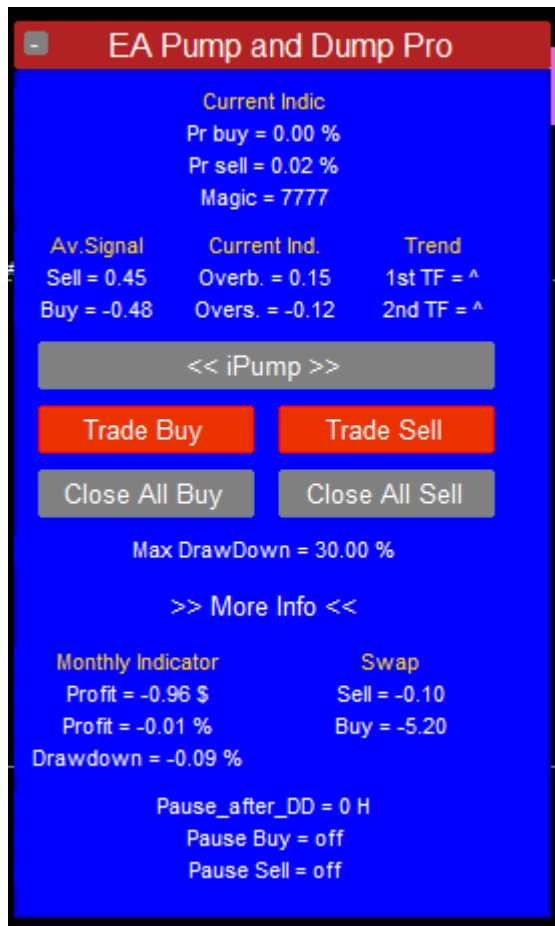 - EA Pump and Dump Pro
Current Indic
Pr buy = 0.00 %
Pr sell = 0.02 %
Magic = 7777
Av.Signal Current Ind. Trend
Sell = 0.45 Overb. = 0.15 1st TF = ^
Buy = -0.48 Overs. = -0.12 2nd TF = ^
<< iPump >>
Trade Buy Trade Sell
Close All Buy Close All Sell
Max DrawDown = 30.00 %
>> More Info <<
Monthly Indicator Swap
Profit = -0.96 $ Sell = -0.10
Profit = -0.01 % Buy = -5.20
Drawdown = -0.09 %
Pause_after_DD = 0 H
Pause Buy = off
Pause Sell = off